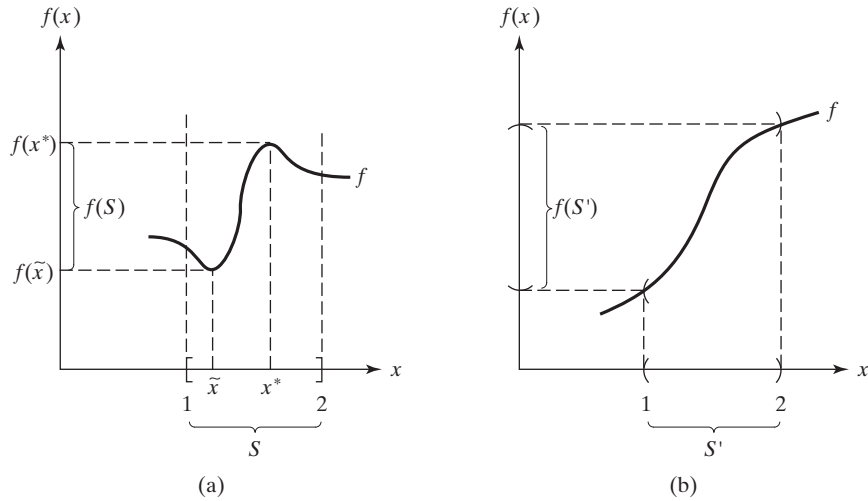 f(x)
f(x*)
f(S)
f(x̃)
f
x
1
x̃
x*
2
S
(a)
f(x)
f
f(S')
x
1
2
S'
(b)